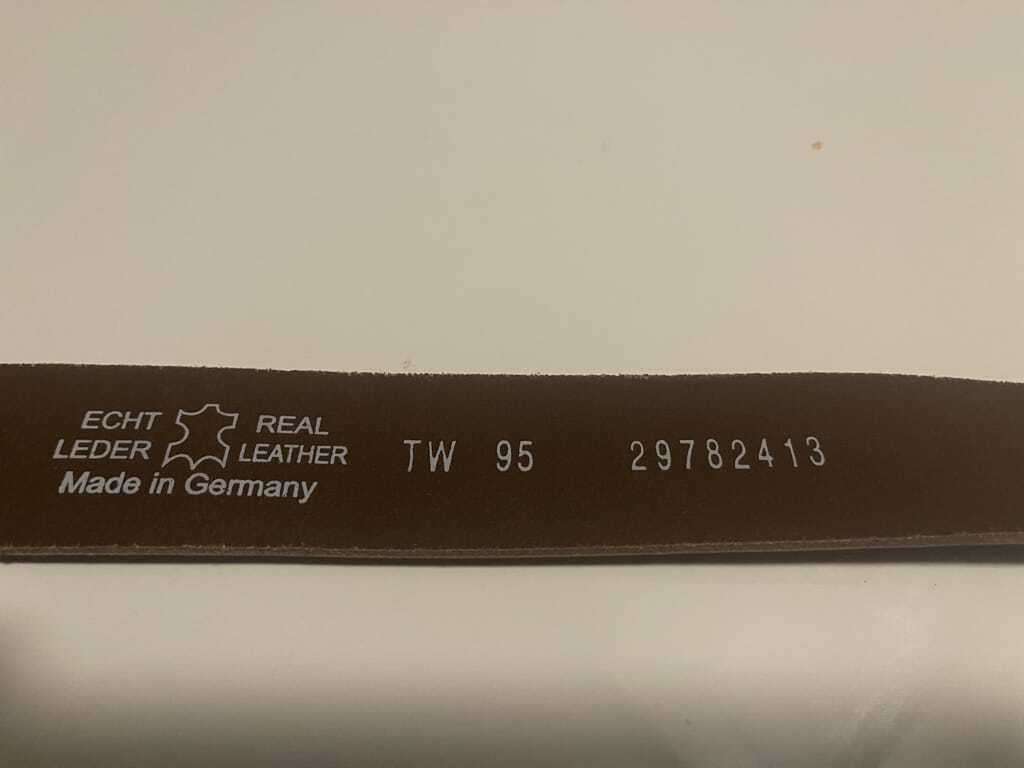 ECHT REAL
LEDER LEATHER
Made in Germany
TW 95 29782413